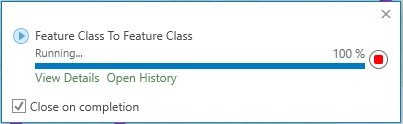 Feature Class To Feature Class
Running... 100 %
View Details Open History
Close on completion